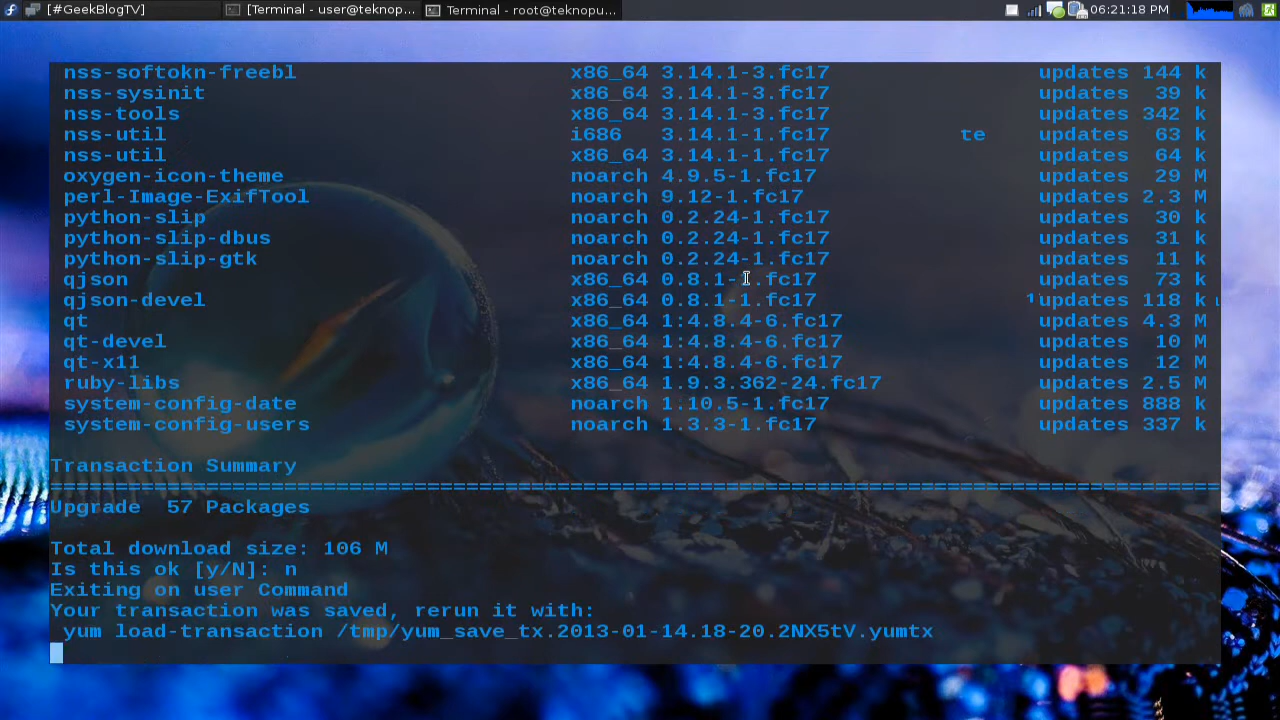 [#GeekBlogTV] [Terminal - user@teknop... Terminal - root@teknopu... 06:21:18 PM
nss-softokn-freebl x86_64 3.14.1-3.fc17 updates 144 k
nss-sysinit x86_64 3.14.1-3.fc17 updates 39 k
nss-tools x86_64 3.14.1-3.fc17 updates 342 k
nss-util i686 3.14.1-1.fc17 te updates 63 k
nss-util x86_64 3.14.1-1.fc17 updates 64 k
oxygen-icon-theme noarch 4.9.5-1.fc17 updates 29 M
perl-Image-ExifTool noarch 9.12-1.fc17 updates 2.3 M
python-slip noarch 0.2.24-1.fc17 updates 30 k
python-slip-dbus noarch 0.2.24-1.fc17 updates 31 k
python-slip-gtk noarch 0.2.24-1.fc17 updates 11 k
qjson x86_64 0.8.1-1.fc17 updates 73 k
qjson-devel x86_64 0.8.1-1.fc17 updates 118 k
qt x86_64 1:4.8.4-6.fc17 updates 4.3 M
qt-devel x86_64 1:4.8.4-6.fc17 updates 10 M
qt-x11 x86_64 1:4.8.4-6.fc17 updates 12 M
ruby-libs x86_64 1.9.3.362-24.fc17 updates 2.5 M
system-config-date noarch 1.10.5-1.fc17 updates 888 k
system-config-users noarch 1.3.3-1.fc17 updates 337 k
Transaction Summary
================================================================================
Upgrade 57 Packages
Total download size: 106 M
Is this ok [y/N]: n
Exiting on user Command
Your transaction was saved, rerun it with:
yum load-transaction /tmp/yum_save_tx.2013-01-14.18-20.2NX5tV.yumtx